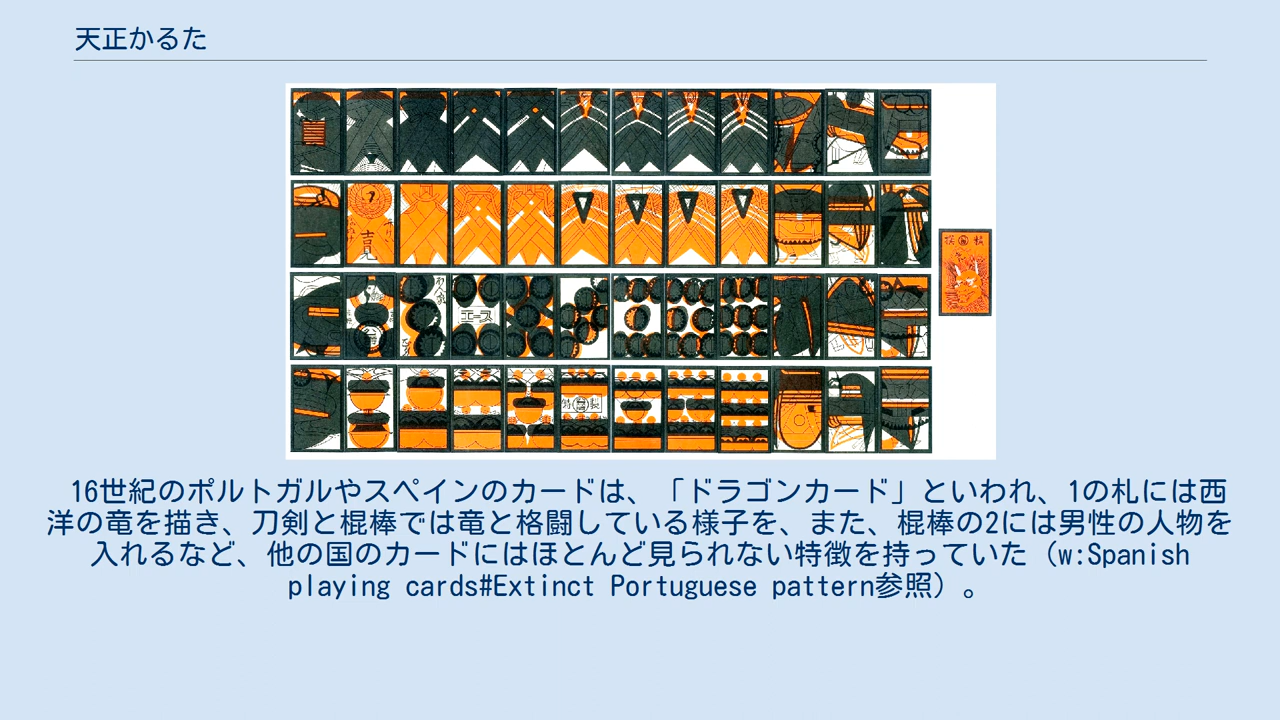 天正かるた
吉見
エース
16世紀のポルトガルやスペインのカードは、「ドラゴンカード」といわれ、1の札には西
洋の竜を描き、刀剣と棍棒では竜と格闘している様子を、また、棍棒の2には男性の人物を
入れるなど、他の国のカードにはほとんど見られない特徴を持っていた（w:Spanish
playing cards#Extinct Portuguese pattern参照）。